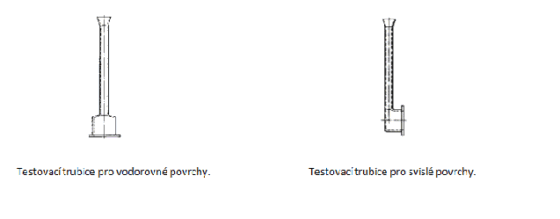 Testovací trubice pro vodorovné povrchy.
Testovací trubice pro svislé povrchy.